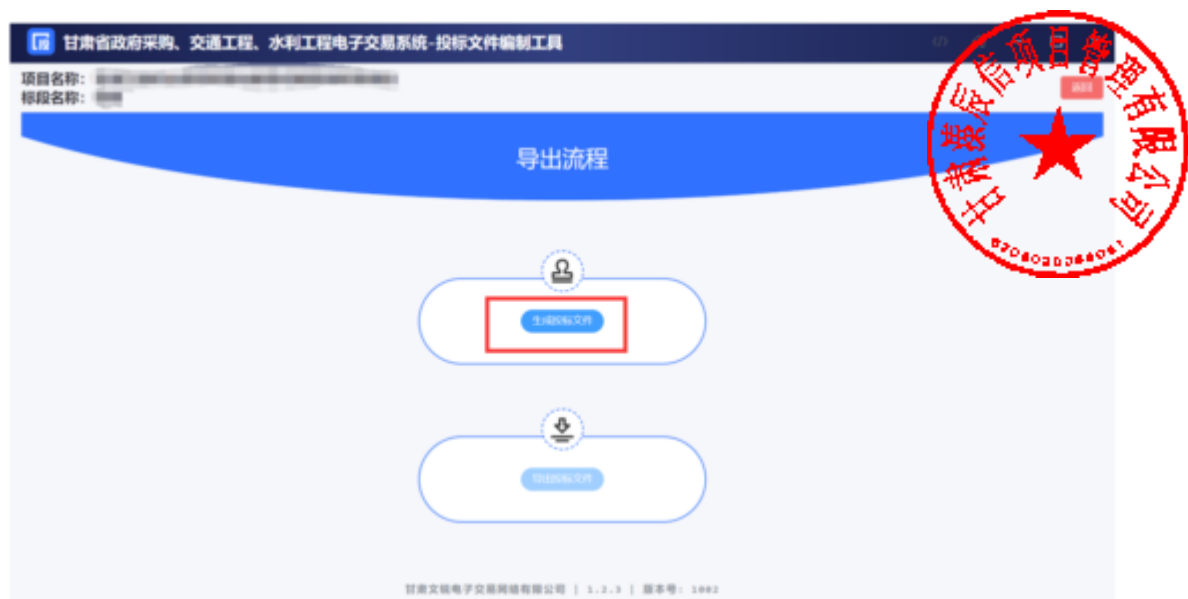 甘肃省政府采购、交通工程、水利工程电子交易系统-投标文件编制工具
项目名称:
标段名称:
返回
导出流程
生成投标文件
导出投标文件
甘肃文锐电子交易网络有限公司 | 1.2.3 | 版本号: 1002